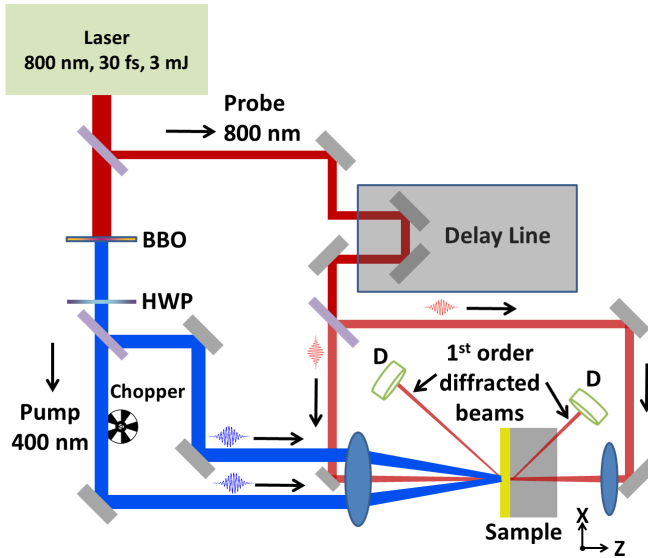 Laser
800 nm, 30 fs, 3 mJ
Probe
800 nm
Delay Line
BBO
HWP
Chopper
Pump
400 nm
D
1st order
diffracted
beams
D
Sample
X
Z